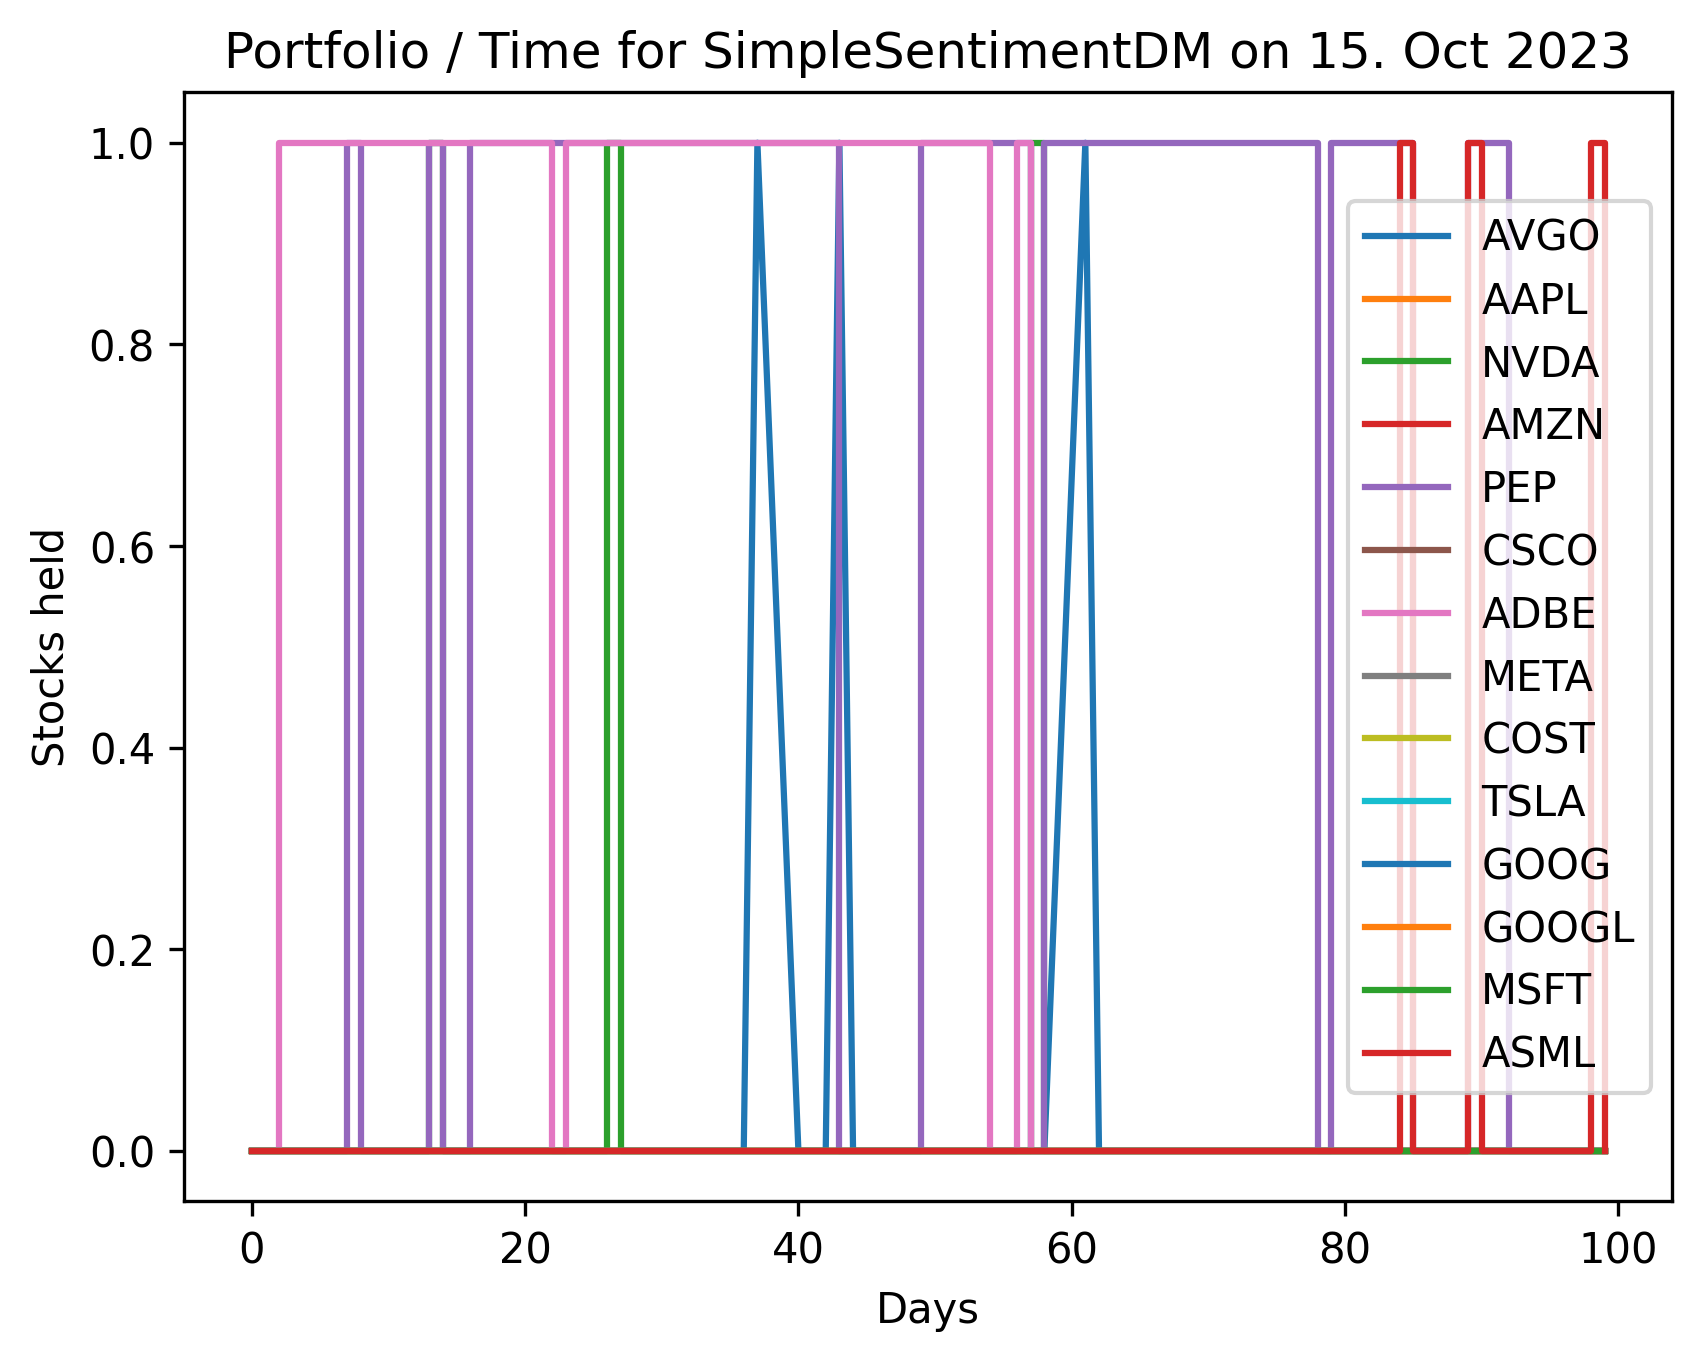 Portfolio / Time for SimpleSentimentDM on 15. Oct 2023
1.0
0.8
0.6
0.4
0.2
0.0
Stocks held
AVGO
AAPL
NVDA
AMZN
PEP
CSCO
ADBE
META
COST
TSLA
GOOG
GOOGL
MSFT
ASML
0 20 40 60 80 100
Days